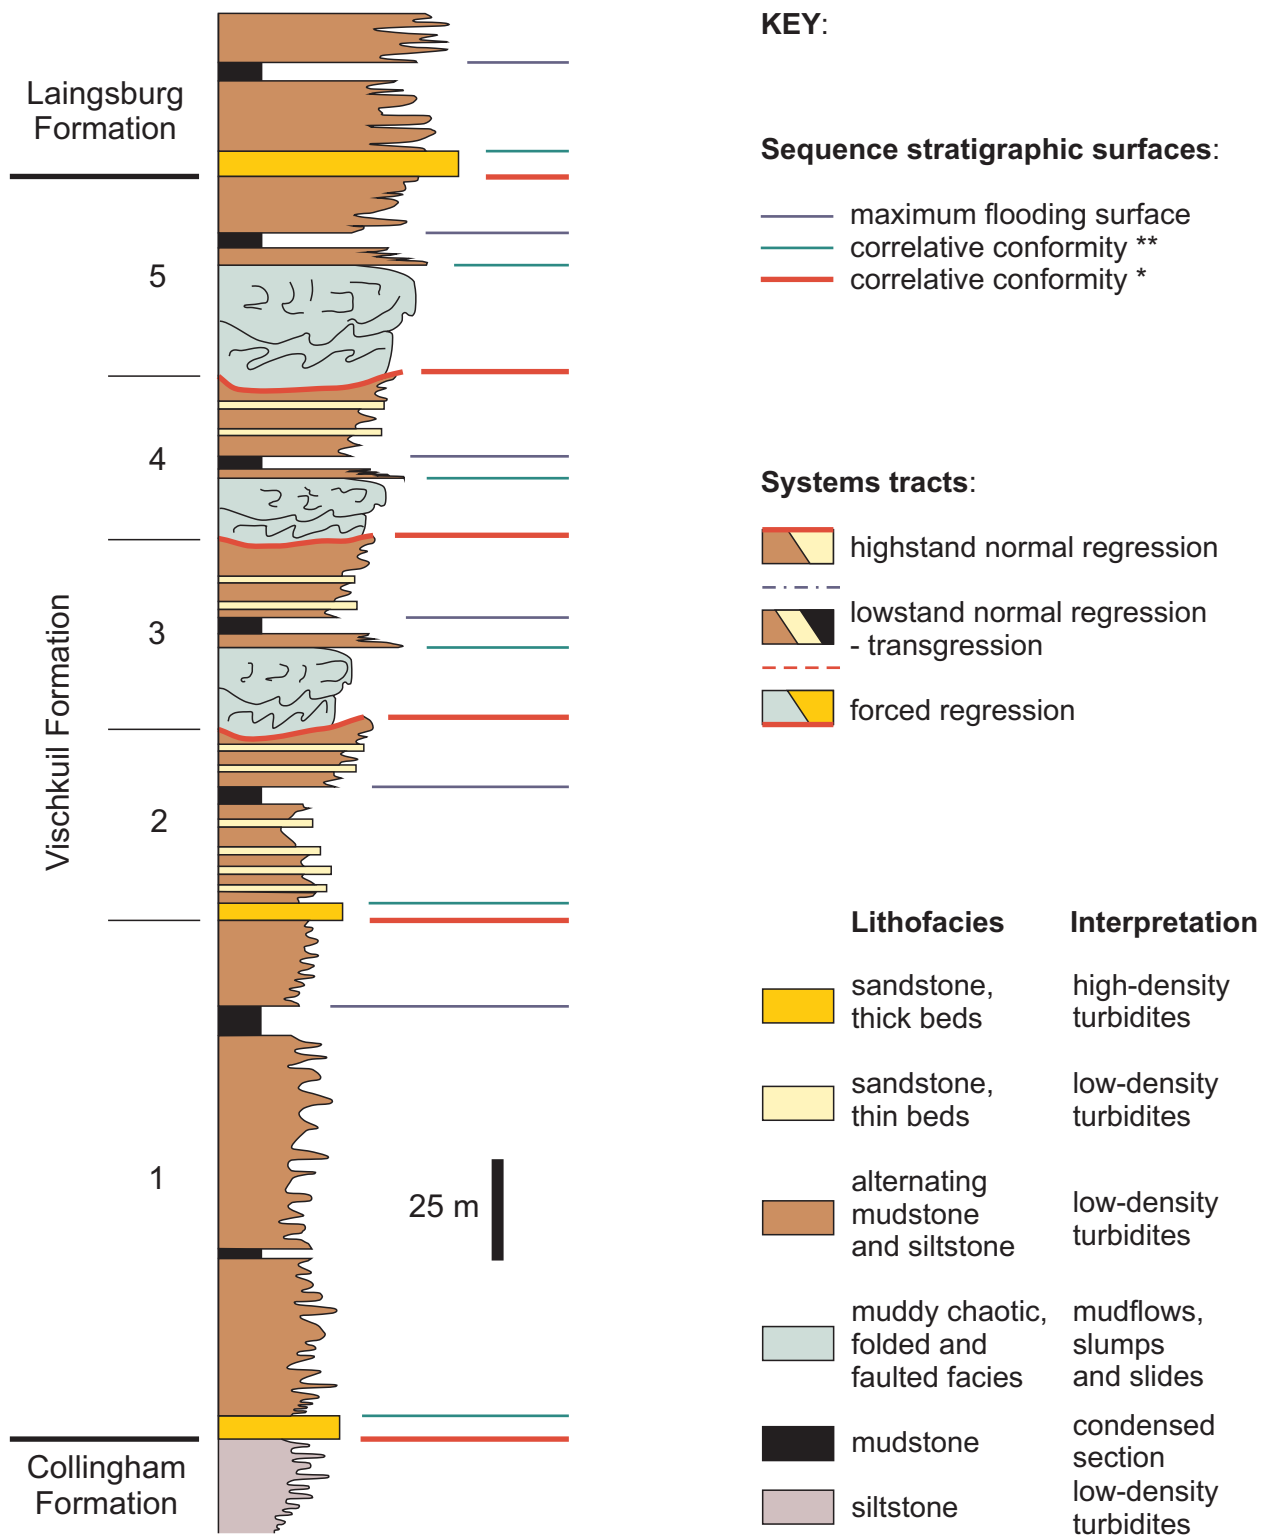 Laingsburg
Formation
5
4
3
2
1
Vischkuil Formation
25 m
Collingham
Formation
KEY:
Sequence stratigraphic surfaces:
maximum flooding surface
correlative conformity **
correlative conformity *
Systems tracts:
highstand normal regression
lowstand normal regression
- transgression
forced regression
Lithofacies Interpretation
sandstone, high-density
thick beds turbidites
sandstone, low-density
thin beds turbidites
alternating
mudstone low-density
and siltstone turbidites
muddy chaotic, mudflows,
folded and slumps
faulted facies and slides
mudstone condensed
section
siltstone low-density
turbidites